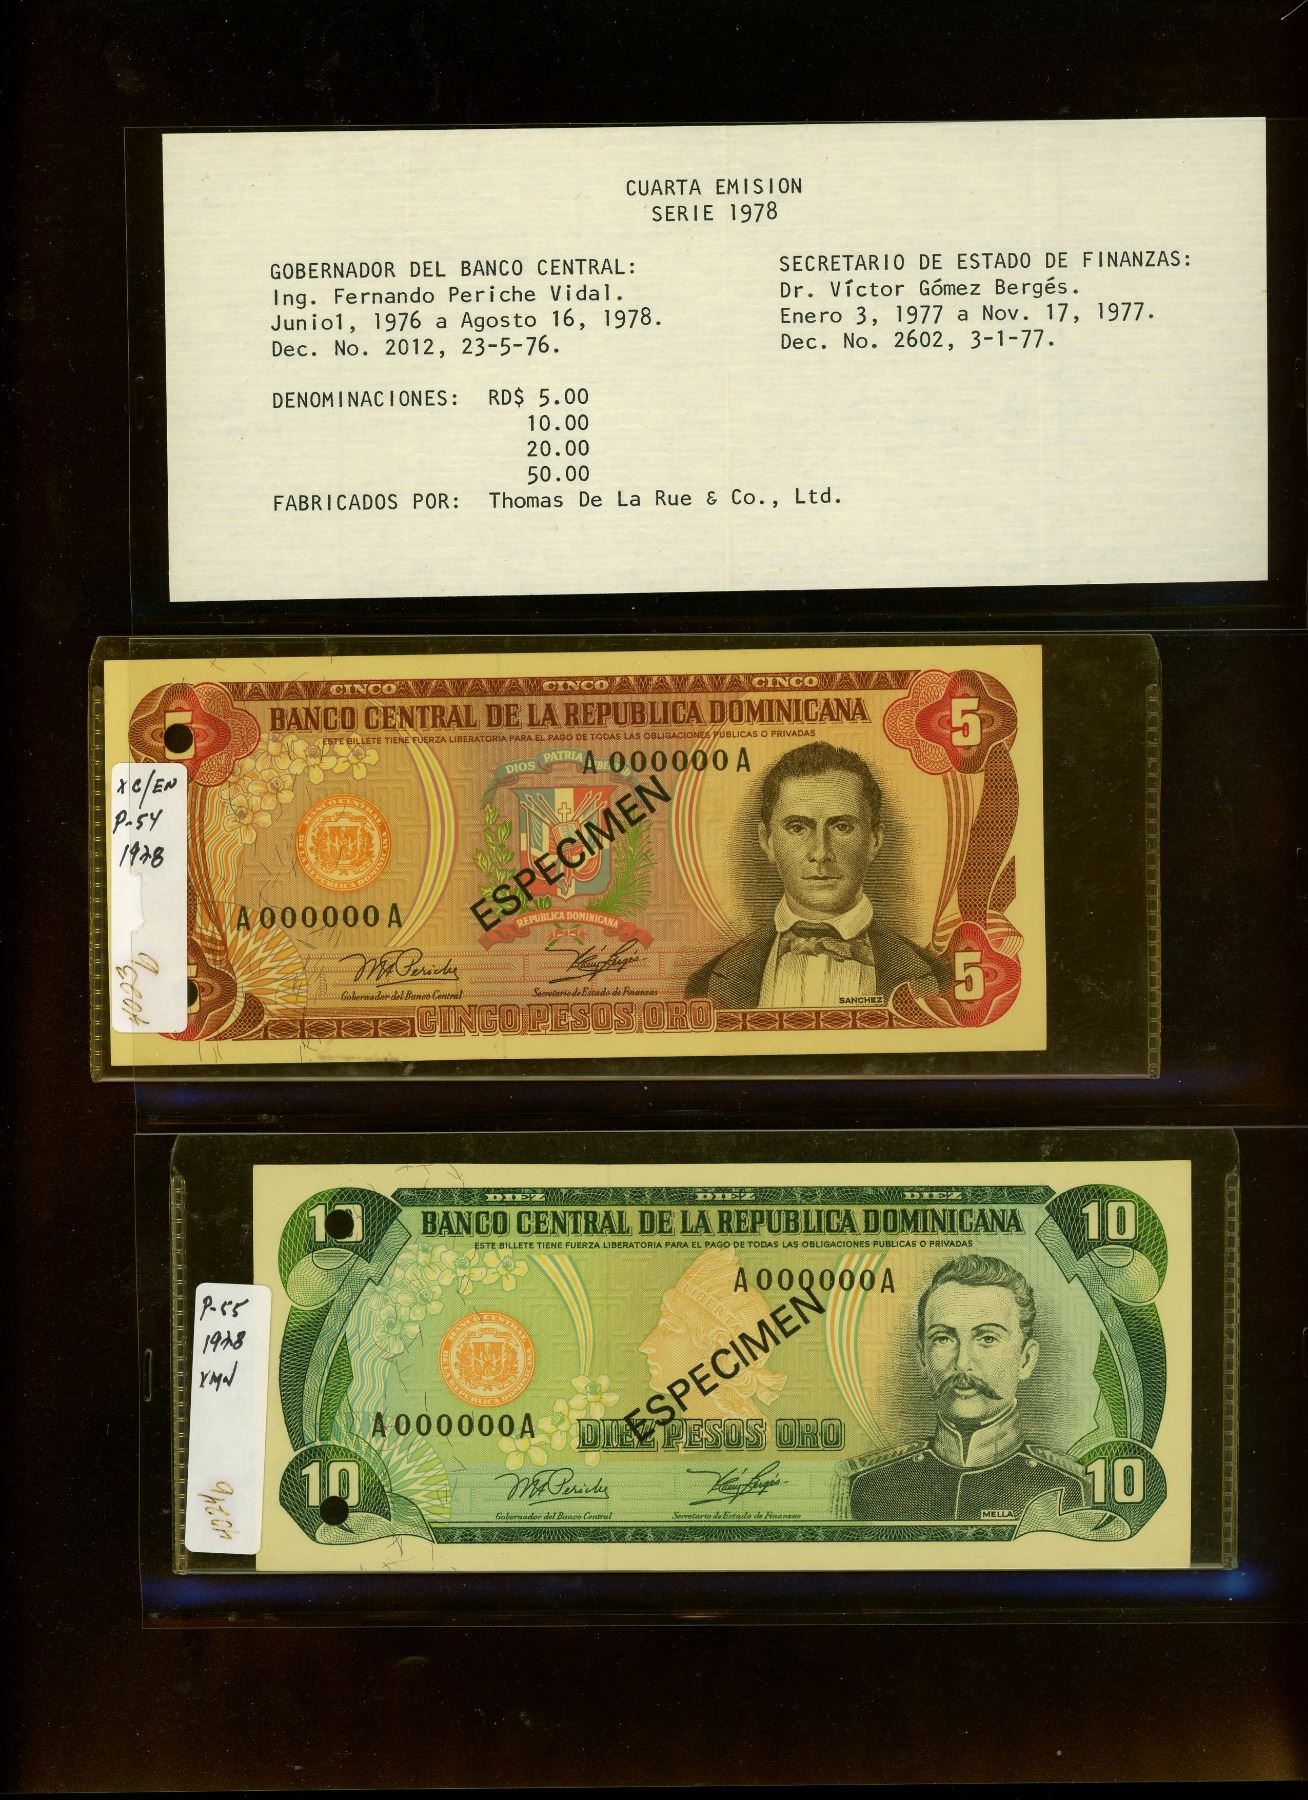 CUARTA EMISION
SERIE 1978
GOBERNADOR DEL BANCO CENTRAL:
Ing. Fernando Periche Vidal.
Junio1, 1976 a Agosto 16, 1978.
Dec. No. 2012, 23-5-76.
SECRETARIO DE ESTADO DE FINANZAS:
Dr. Víctor Gómez Bergés.
Enero 3, 1977 a Nov. 17, 1977.
Dec. No. 2602, 3-1-77.
DENOMINACIONES: RD$ 5.00
10.00
20.00
50.00
FABRICADOS POR: Thomas De La Rue & Co., Ltd.
CINCO CINCO CINCO
5 BANCO CENTRAL DE LA REPUBLICA DOMINICANA 5
ESTE BILLETE TIENE FUERZA LIBERATORIA PARA EL PAGO DE TODAS LAS OBLIGACIONES PUBLICAS O PRIVADAS
A 000000 A
DIOS PATRIA
ESPECIMEN
XC/EN
P-54
1978
A 000000 A
REPUBLICA DOMINICANA
Gobernador del Banco Central
Secretario de Estado de Finanzas
SANCHEZ
5 5
CINCO PESOS ORO
DIEZ DIEZ DIEZ
10 BANCO CENTRAL DE LA REPUBLICA DOMINICANA 10
ESTE BILLETE TIENE FUERZA LIBERATORIA PARA EL PAGO DE TODAS LAS OBLIGACIONES PUBLICAS O PRIVADAS
A 000000 A
LIBERTAD
ESPECIMEN
P-55
1978
XMN
A 000000 A
DIEZ PESOS ORO
10 10
Gobernador del Banco Central
Secretario de Estado de Finanzas
MELLA